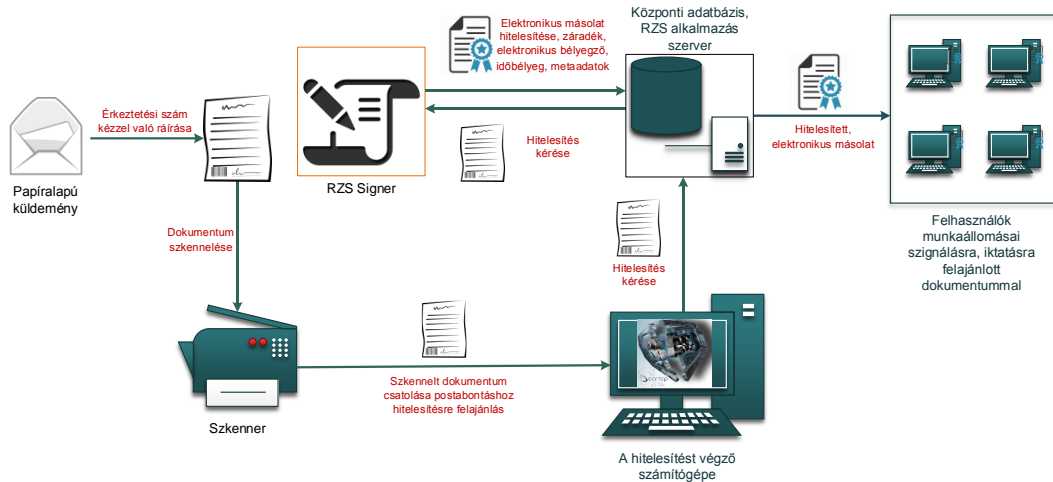 Elektronikus másolat
hitelesítése, záradék,
elektronikus bélyegző,
időbélyeg, metaadatok
Központi adatbázis,
RZS alkalmazás
szerver
Érkeztetési szám
kézzel való ráírása
Papíralapú
küldemény
RZS Signer
Hitelesítés
kérése
Hitelesített,
elektronikus másolat
Felhasználók
munkaállomásai
szignálásra, iktatásra
felajánlott
dokumentummal
Dokumentum
szkennelése
Hitelesítés
kérése
Szkennelt dokumentum
csatolása postabontáshoz
hitelesítésre felajánlás
Szkenner
certop
A hitelesítést végző
számítógépe